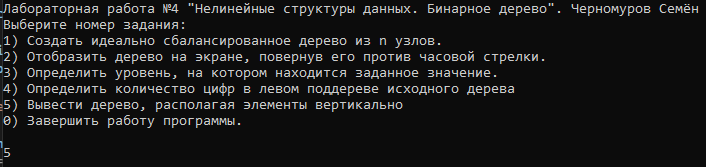 Лабораторная работа №4 "Нелинейные структуры данных. Бинарное дерево". Черномуров Семён
Выберите номер задания:
1) Создать идеально сбалансированное дерево из n узлов.
2) Отобразить дерево на экране, повернув его против часовой стрелки.
3) Определить уровень, на котором находится заданное значение.
4) Определить количество цифр в левом поддереве исходного дерева
5) Вывести дерево, располагая элементы вертикально
0) Завершить работу программы.
5